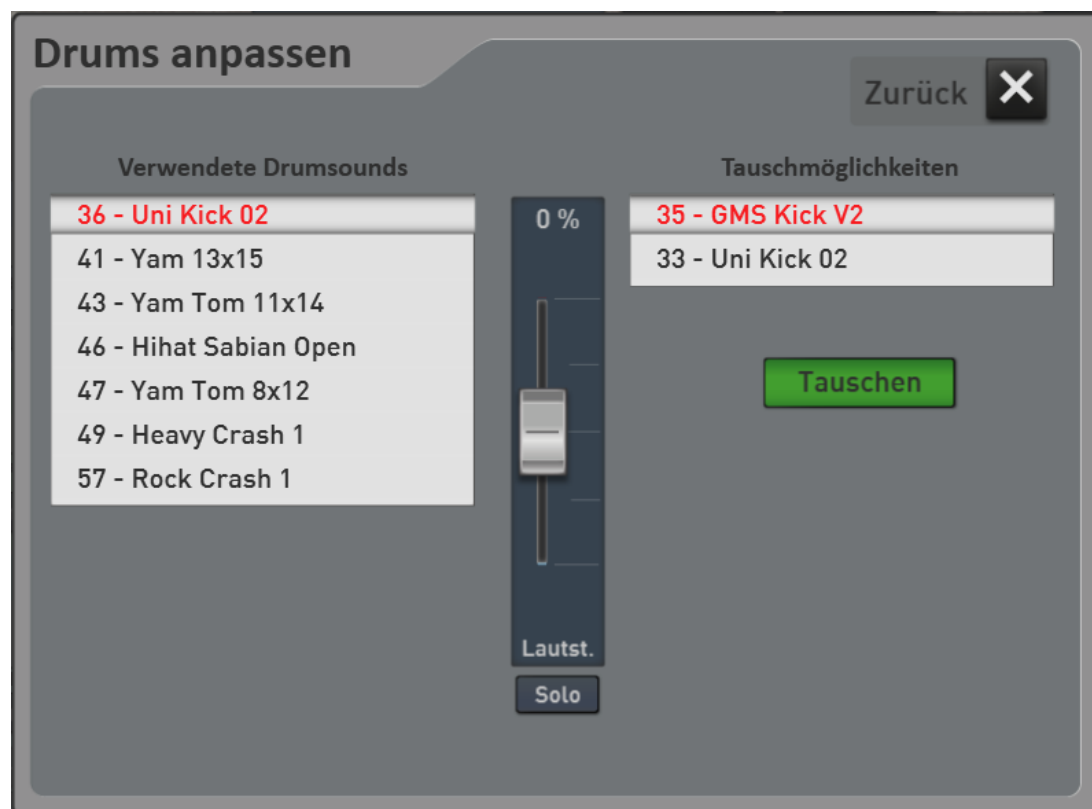 Drums anpassen
Zurück
Verwendete Drumsounds
36 - Uni Kick 02
41 - Yam 13x15
43 - Yam Tom 11x14
46 - Hihat Sabian Open
47 - Yam Tom 8x12
49 - Heavy Crash 1
57 - Rock Crash 1
0 %
Lautst.
Solo
Tauschmöglichkeiten
35 - GMS Kick V2
33 - Uni Kick 02
Tauschen